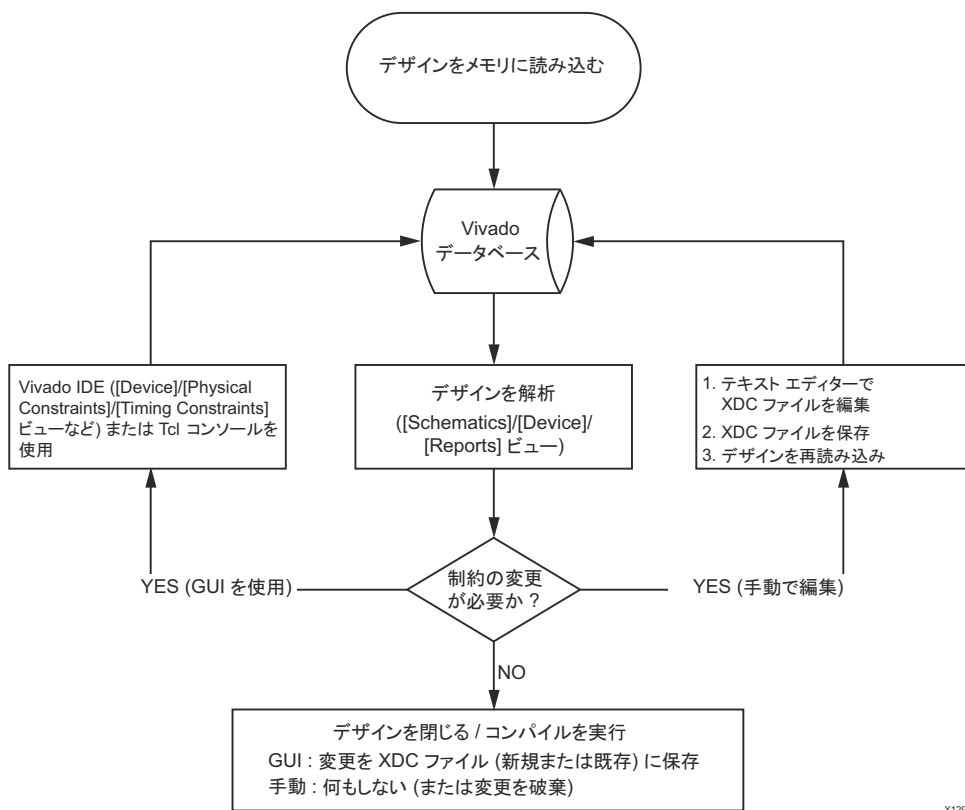 デザインをメモリに読み込む
Vivado
データベース
Vivado IDE ([Device]/[Physical
Constraints]/[Timing Constraints]
ビューなど) または Tcl コンソールを
使用
デザインを解析
([Schematics]/[Device]/
[Reports] ビュー)
1. テキスト エディターで
XDC ファイルを編集
2. XDC ファイルを保存
3. デザインを再読み込み
YES (GUI を使用)
制約の変更
が必要か ?
YES (手動で編集)
NO
デザインを閉じる / コンパイルを実行
GUI : 変更を XDC ファイル (新規または既存) に保存
手動 : 何もしない (または変更を破棄)